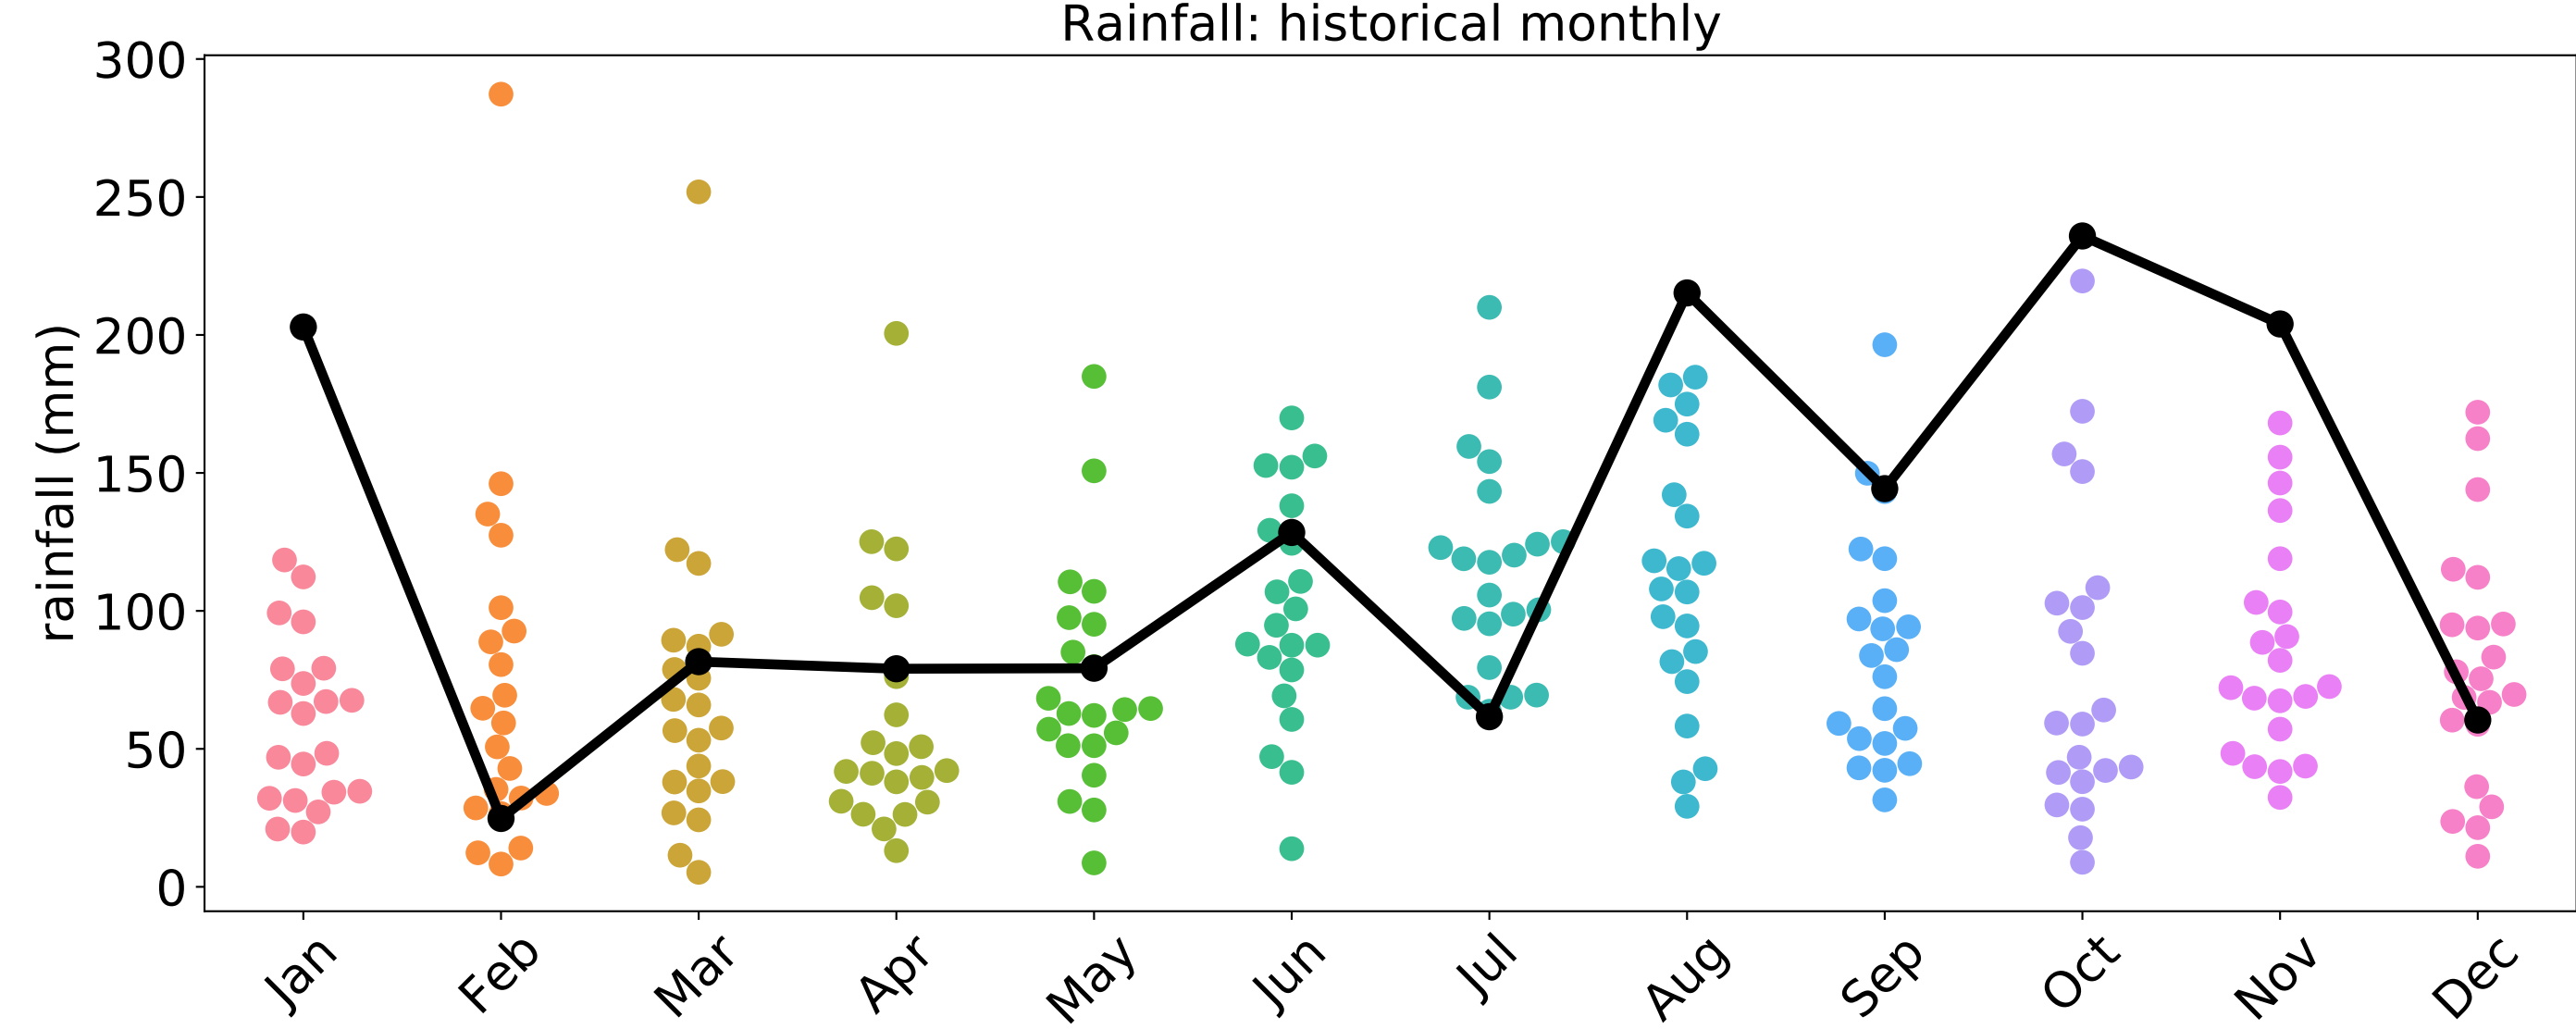 Rainfall: historical monthly
300
250
200
150
100
50
0
rainfall (mm)
Jan
Feb
Mar
Apr
May
Jun
Jul
Aug
Sep
Oct
Nov
Dec